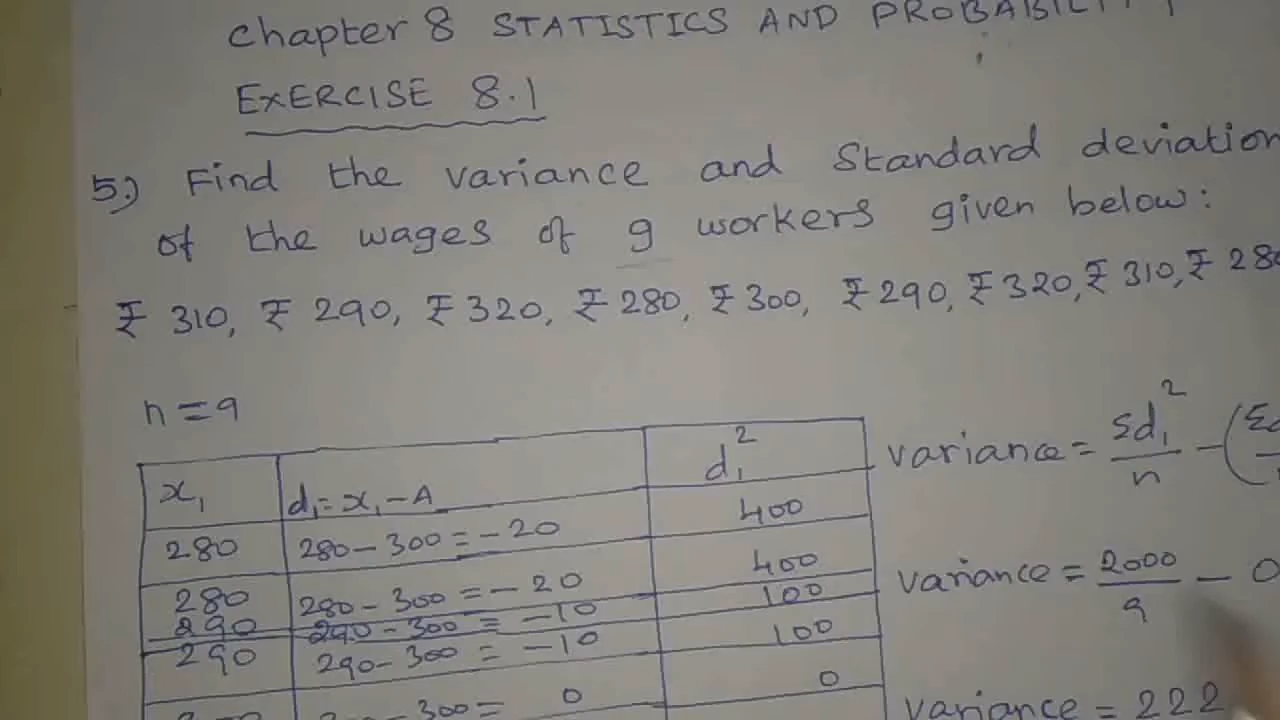 Chapter 8 STATISTICS AND PROBABILITY
EXERCISE 8.1
5.) Find the variance and Standard deviation
of the wages of 9 workers given below:
₹ 310, ₹ 290, ₹ 320, ₹ 280, ₹ 300, ₹ 290, ₹ 320, ₹ 310, ₹ 280
n = 9
x₁ d₁ = x₁ - A d₁²
280 280 - 300 = - 20 400
280 280 - 300 = - 20 400
290 290 - 300 = - 10 100
290 290 - 300 = - 10 100
300 = 0 0
variance = Σd₁² / n - (
variance = 2000 / 9 - 0
variance = 222